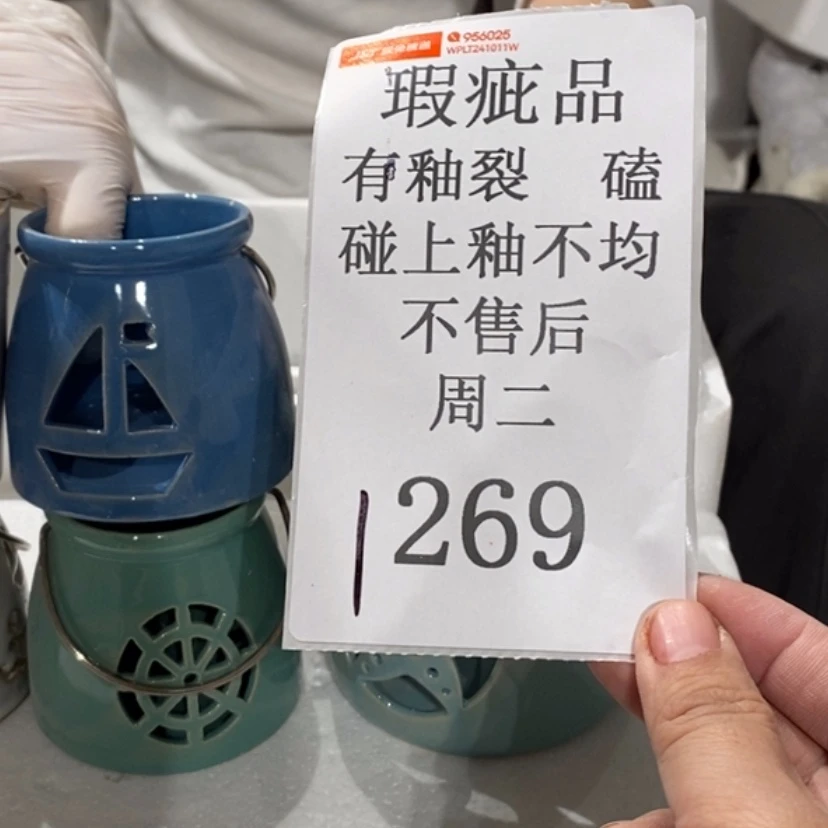 956025
WPLT241011W
瑕疵品
有釉裂 磕
碰上釉不均
不售后
周二
1269